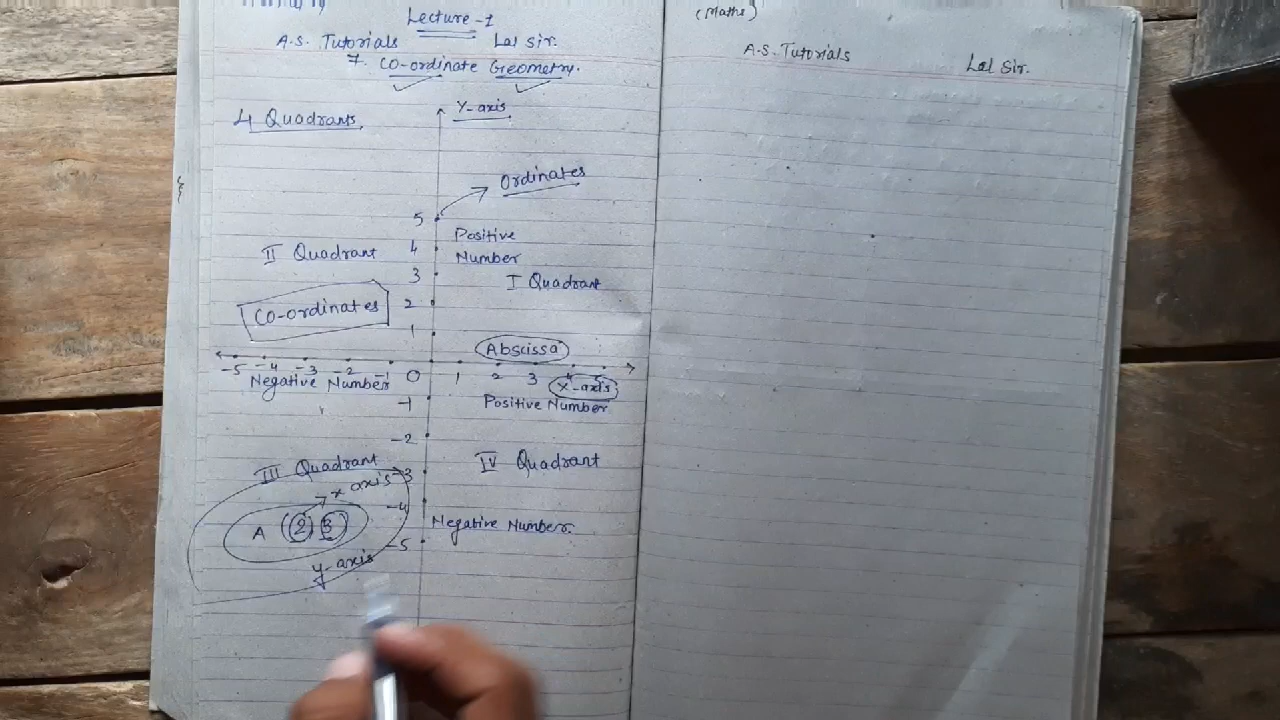 Lecture-1
A.S. Tutorials Lal Sir.
7. Co-ordinate Geometry.
4 Quadrants
Y-axis
Ordinates
5
Positive
II Quadrant 4
Number
3
I Quadrant
Co-ordinates 2
1
Abscissa
-5 -4 -3 -2 -1 0 1 2 3 4
Negative Number
X-axis
-1
Positive Number
-2
III Quadrant
IV Quadrant
x axis -3
-4
A (2, 3)
Negative Number.
-5
y-axis
(Maths)
A.S. Tutorials Lal Sir.